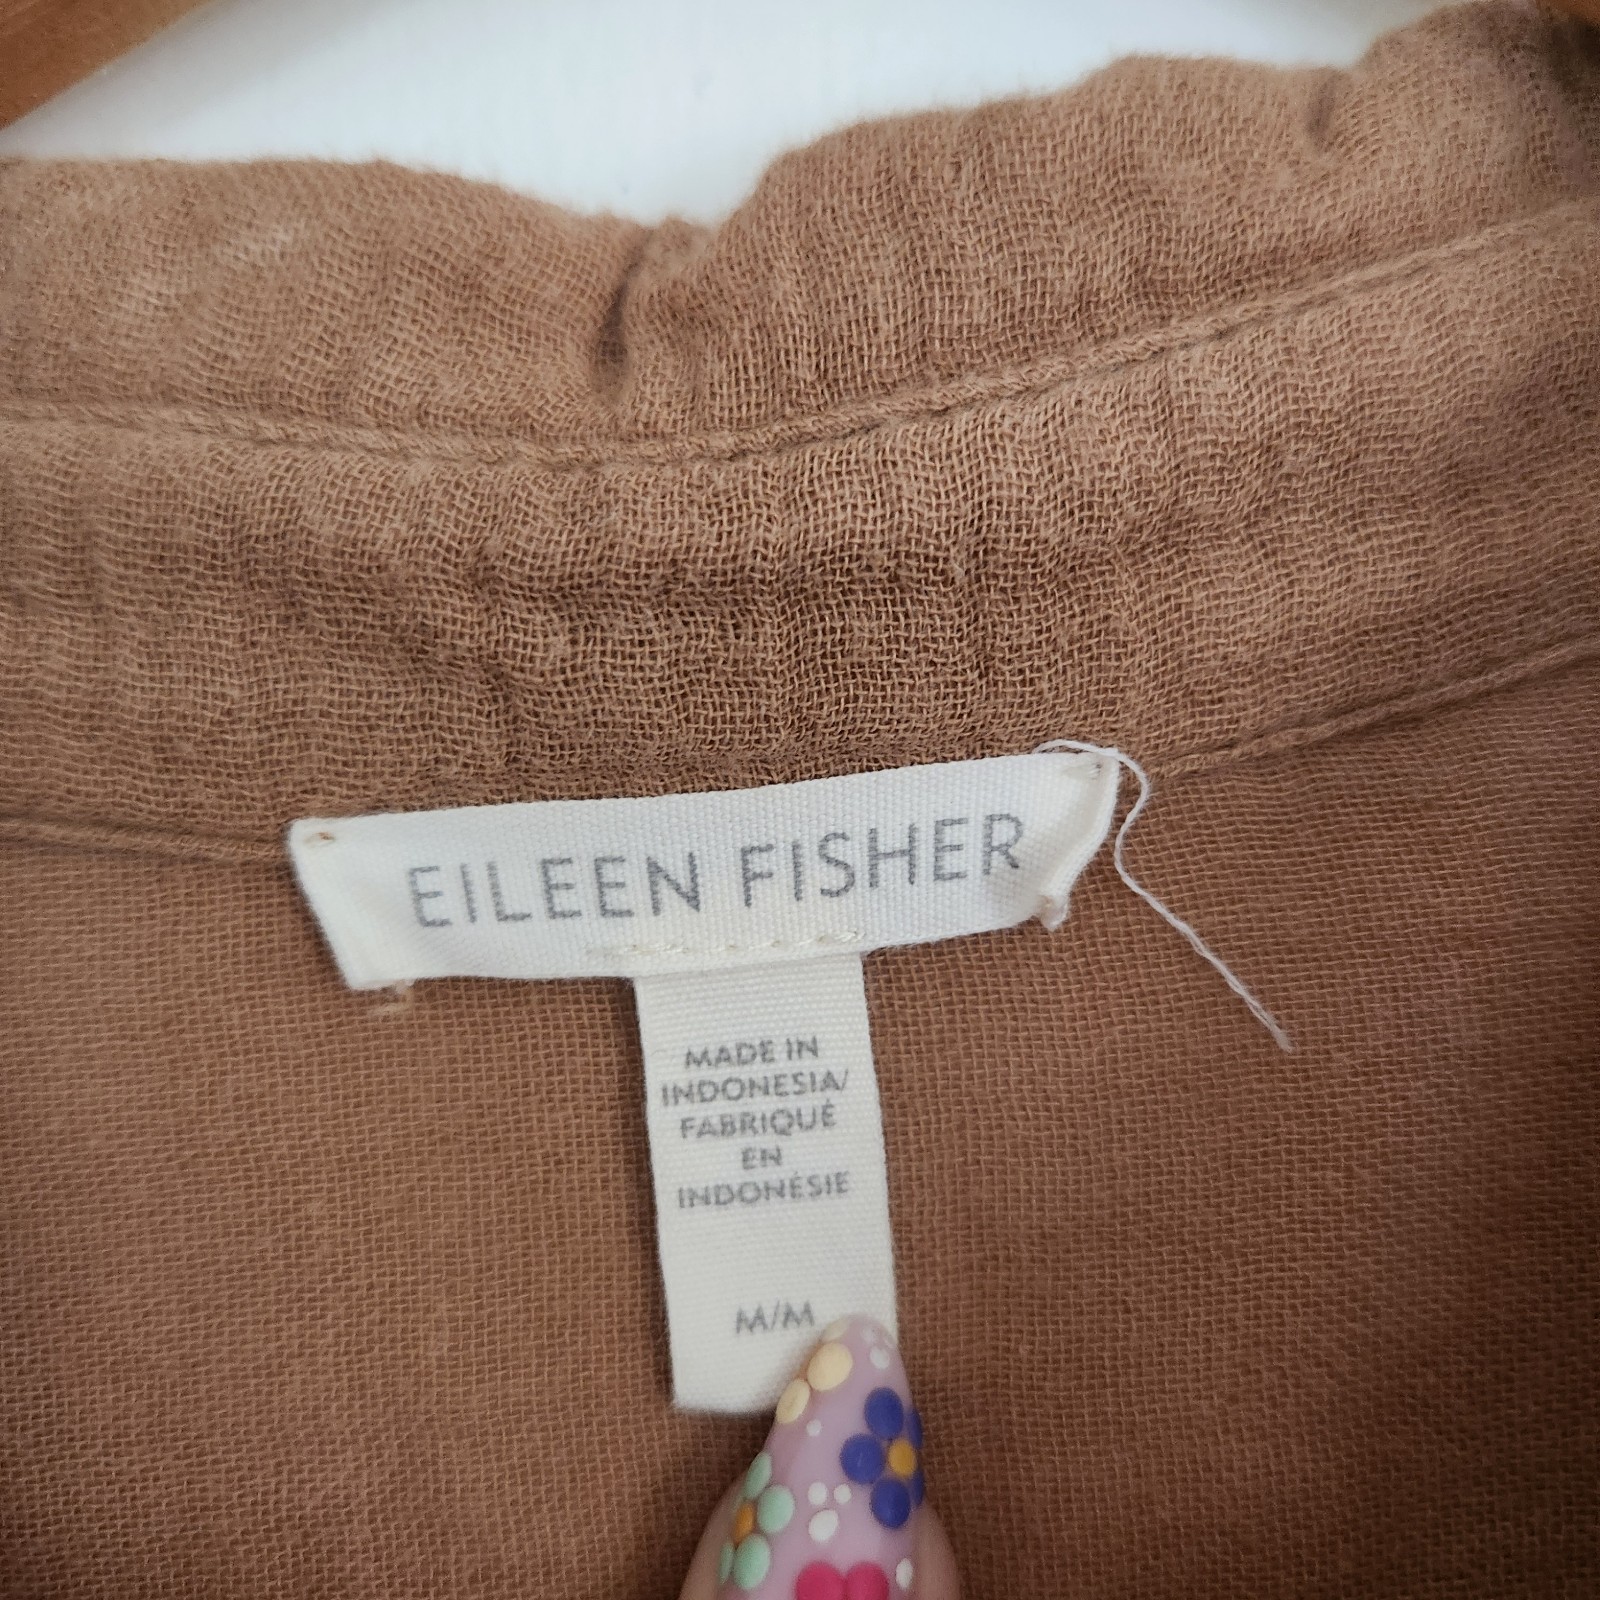 EILEEN FISHER
MADE IN
INDONESIA/
FABRIQUÉ
EN
INDONÉSIE
M/M